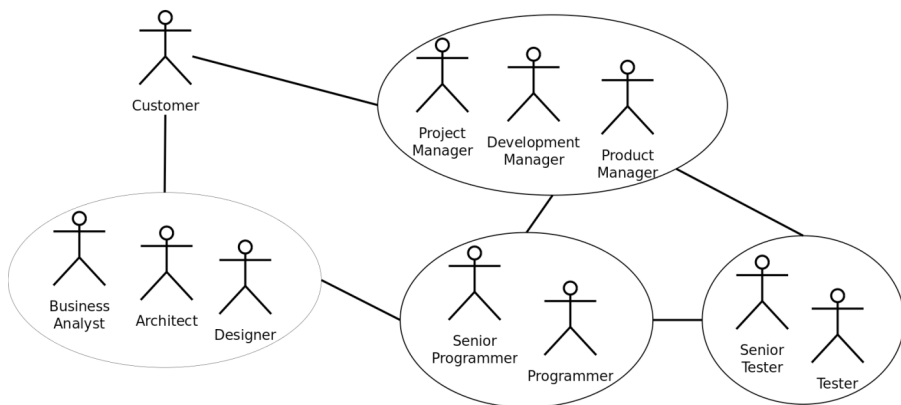 Customer
Project
Manager
Development
Manager
Product
Manager
Business
Analyst
Architect
Designer
Senior
Programmer
Programmer
Senior
Tester
Tester